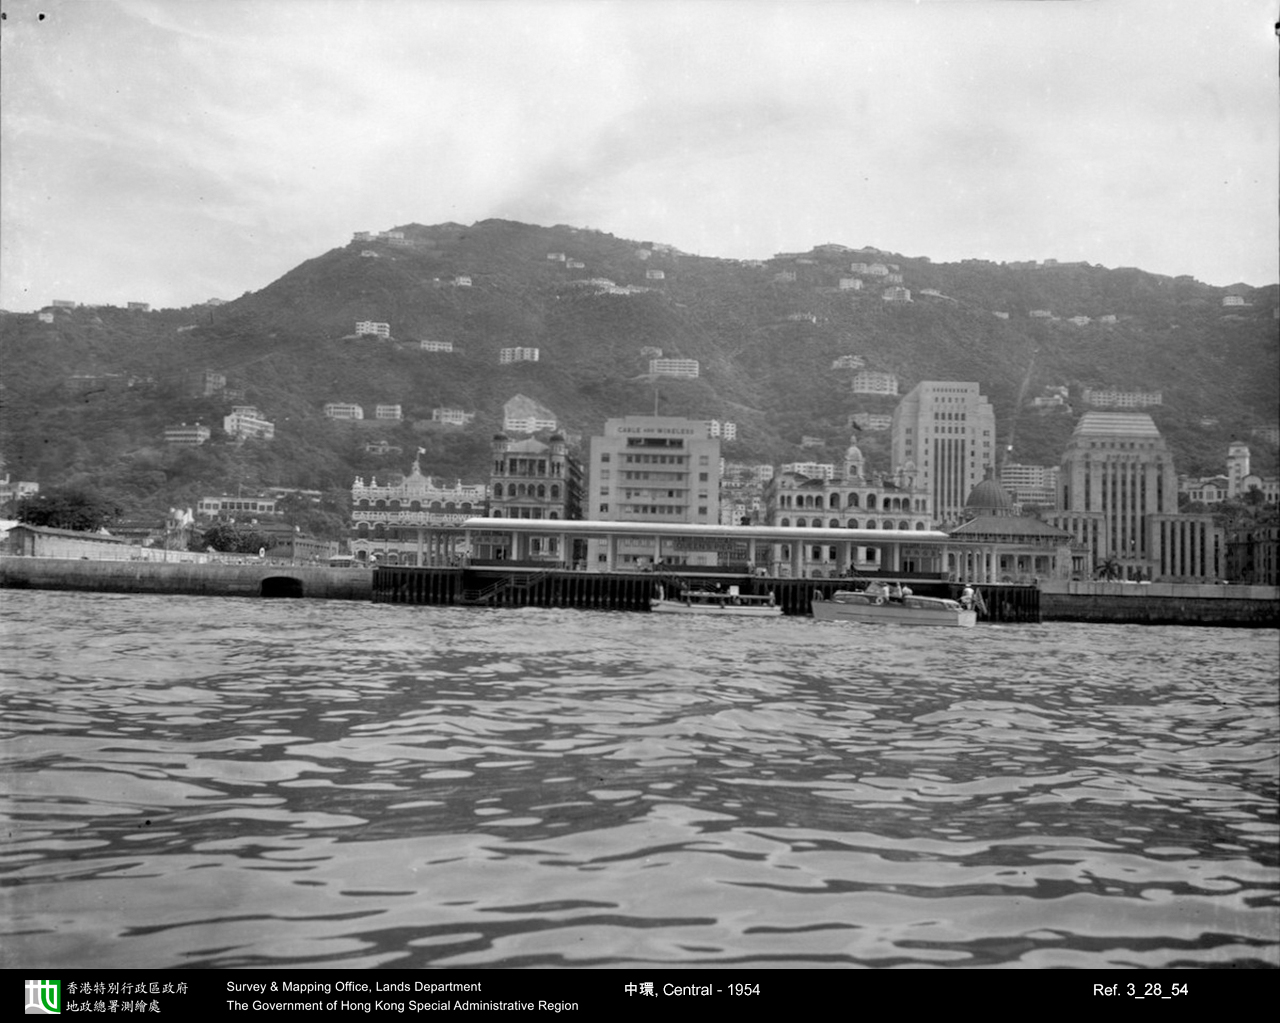 CABLE AND WIRELESS
香港特別行政區政府
地政總署測繪處
Survey & Mapping Office, Lands Department
The Government of Hong Kong Special Administrative Region
中環, Central - 1954
Ref. 3_28_54